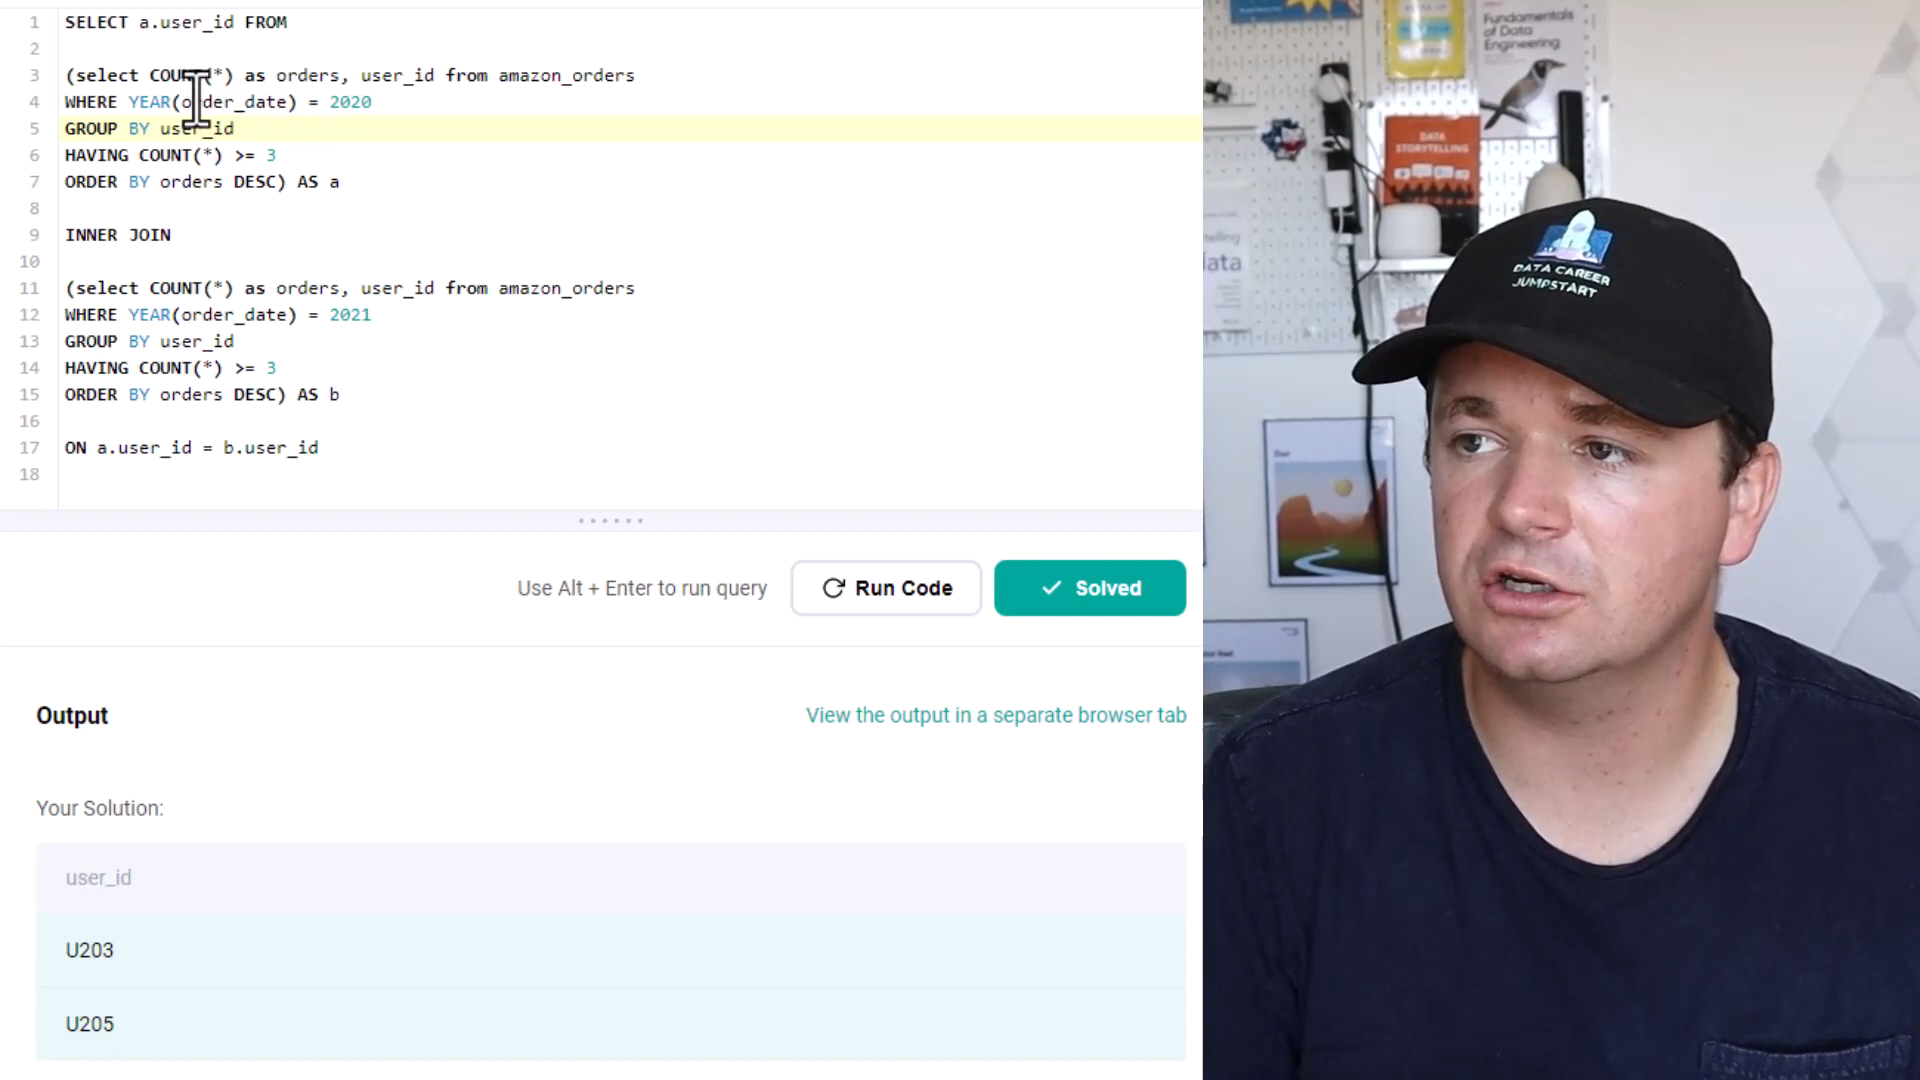 1 SELECT a.user_id FROM
2
3 (select COUNT(*) as orders, user_id from amazon_orders
4 WHERE YEAR(order_date) = 2020
5 GROUP BY user_id
6 HAVING COUNT(*) >= 3
7 ORDER BY orders DESC) AS a
8
9 INNER JOIN
10
11 (select COUNT(*) as orders, user_id from amazon_orders
12 WHERE YEAR(order_date) = 2021
13 GROUP BY user_id
14 HAVING COUNT(*) >= 3
15 ORDER BY orders DESC) AS b
16
17 ON a.user_id = b.user_id
18
Use Alt + Enter to run query
Run Code
Solved
Output
View the output in a separate browser tab
Your Solution:
user_id
U203
U205
Fundamentals
of Data
Engineering
DATA
STORYTELLING
data
DATA CAREER
JUMPSTART